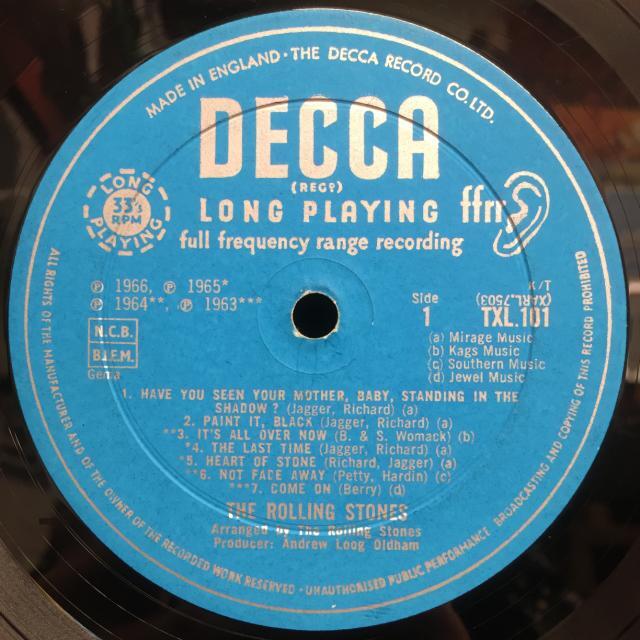 MADE IN ENGLAND · THE DECCA RECORD CO. LTD.
DECCA
(REGD)
LONG PLAYING
ffrr
full frequency range recording
LONG
33⅓
RPM
PLAYING
℗ 1966, ℗ 1965*
℗ 1964**, ℗ 1963***
N.C.B.
B.I.E.M.
Gema
Side
1
T/X
(XARL.7503)
TXL.101
(a) Mirage Music
(b) Kags Music
(c) Southern Music
(d) Jewel Music
1. HAVE YOU SEEN YOUR MOTHER, BABY, STANDING IN THE
SHADOW? (Jagger, Richard) (a)
2. PAINT IT, BLACK (Jagger, Richard) (a)
**3. IT'S ALL OVER NOW (B. & S. Womack) (b)
*4. THE LAST TIME (Jagger, Richard) (a)
*5. HEART OF STONE (Richard, Jagger) (a)
**6. NOT FADE AWAY (Petty, Hardin) (c)
***7. COME ON (Berry) (d)
THE ROLLING STONES
Arranged by The Rolling Stones
Producer: Andrew Loog Oldham
ALL RIGHTS OF THE MANUFACTURER AND OF THE OWNER OF THE RECORDED WORK RESERVED · UNAUTHORISED PUBLIC PERFORMANCE BROADCASTING AND COPYING OF THIS RECORD PROHIBITED